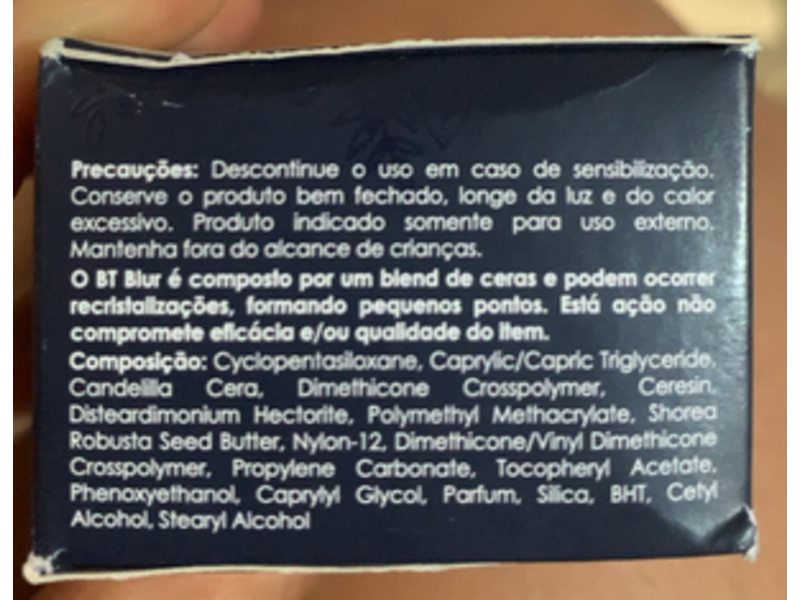 Precauções: Descontinue o uso em caso de sensibilização.
Conserve o produto bem fechado, longe da luz e do calor
excessivo. Produto indicado somente para uso externo.
Mantenha fora do alcance de crianças.
O BT Blur é composto por um blend de ceras e podem ocorrer
recristalizações, formando pequenos pontos. Está ação não
compromete eficácia e/ou qualidade do item.
Composição: Cyclopentasiloxane, Caprylic/Capric Triglyceride,
Candelilla Cera, Dimethicone Crosspolymer, Ceresin,
Disteardimonium Hectorite, Polymethyl Methacrylate, Shorea
Robusta Seed Butter, Nylon-12, Dimethicone/Vinyl Dimethicone
Crosspolymer, Propylene Carbonate, Tocopheryl Acetate,
Phenoxyethanol, Caprylyl Glycol, Parfum, Silica, BHT, Cetyl
Alcohol, Stearyl Alcohol